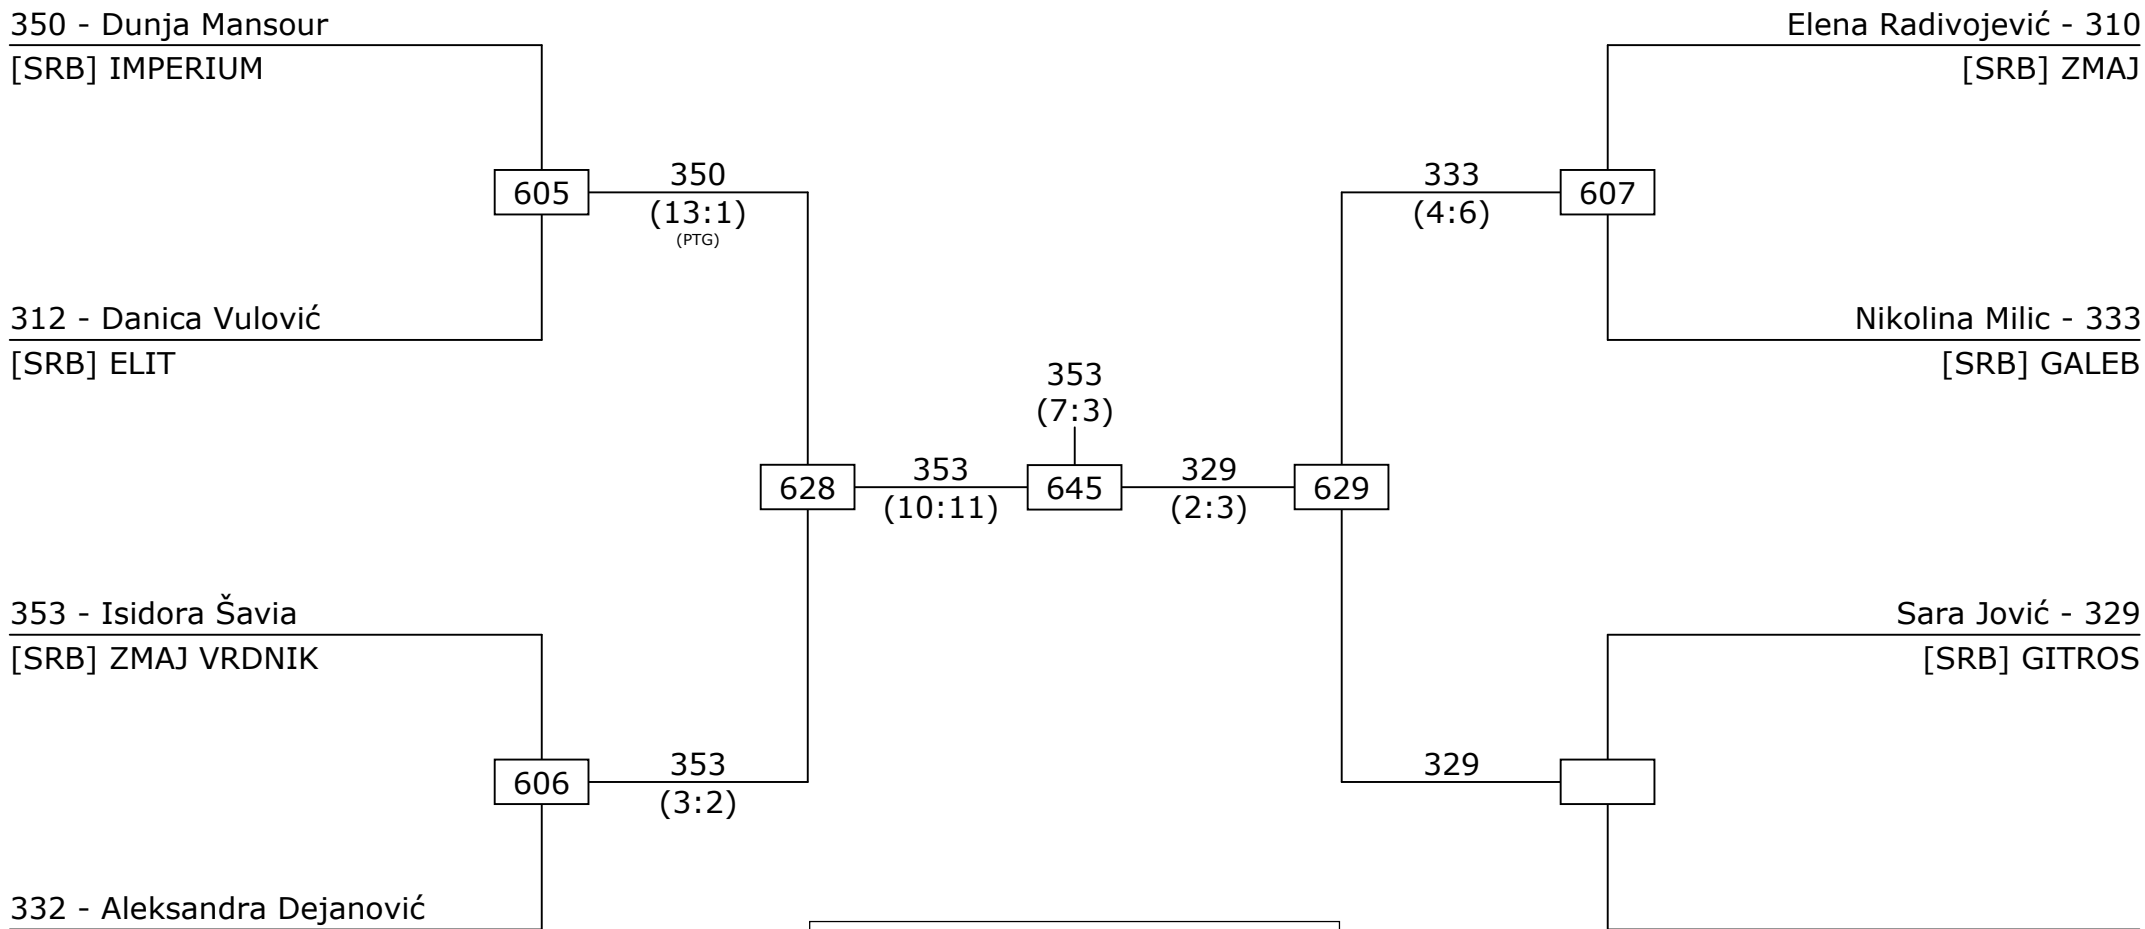 350 - Dunja Mansour
[SRB] IMPERIUM
Elena Radivojević - 310
[SRB] ZMAJ
605
350
(13:1)
(PTG)
333
(4:6)
607
312 - Danica Vulović
[SRB] ELIT
Nikolina Milic - 333
[SRB] GALEB
353
(7:3)
628
353
(10:11)
645
329
(2:3)
629
353 - Isidora Šavia
[SRB] ZMAJ VRDNIK
Sara Jović - 329
[SRB] GITROS
606
353
(3:2)
329
332 - Aleksandra Dejanović